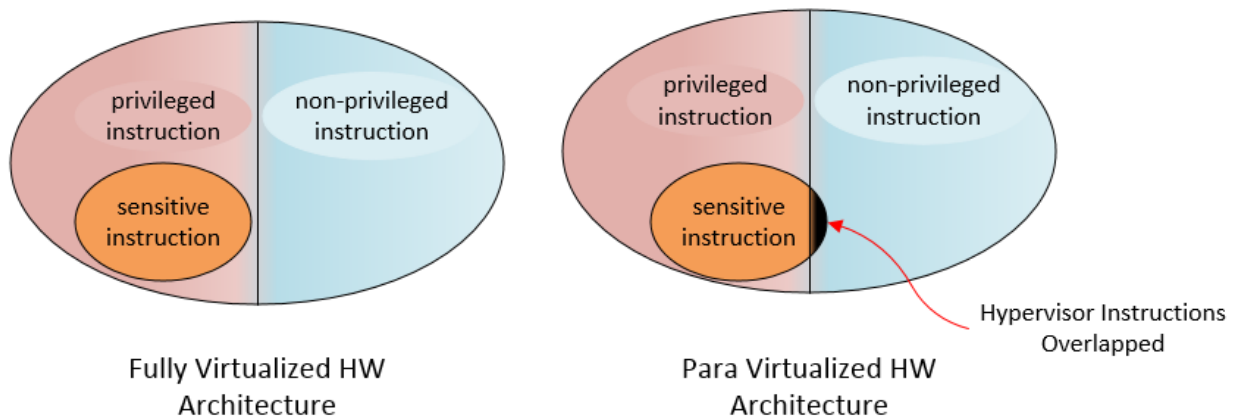 privileged
instruction
non-privileged
instruction
sensitive
instruction
Fully Virtualized HW
Architecture
privileged
instruction
non-privileged
instruction
sensitive
instruction
Hypervisor Instructions
Overlapped
Para Virtualized HW
Architecture